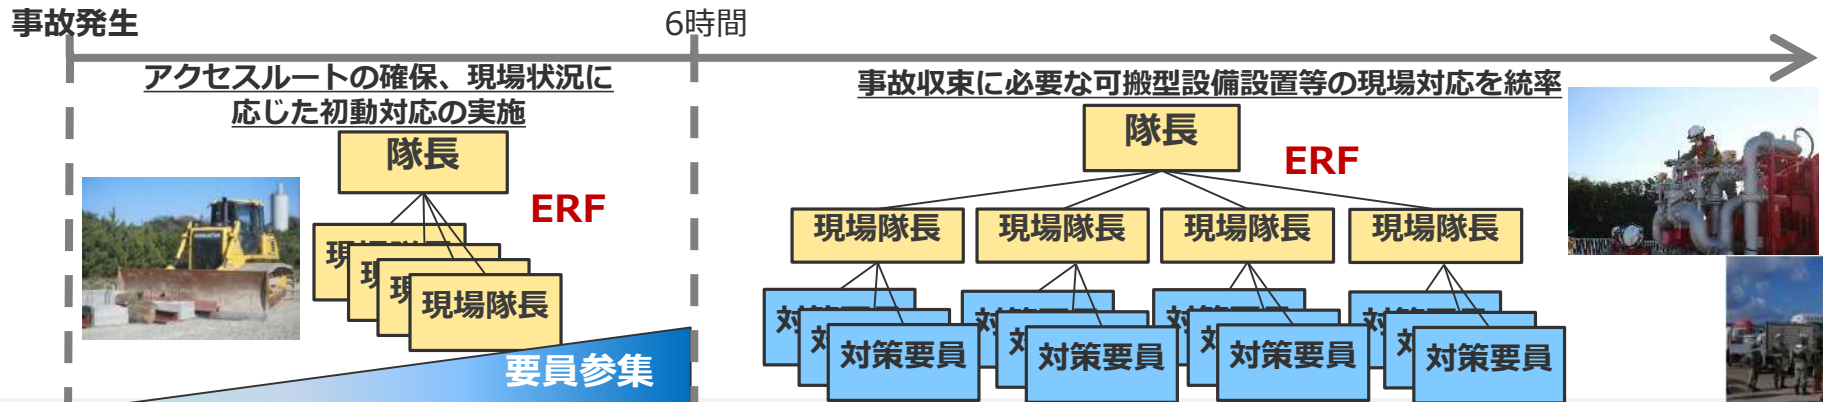 事故発生
6時間
アクセスルートの確保、現場状況に
応じた初動対応の実施
隊長
ERF
現場隊長
要員参集
事故収束に必要な可搬型設備設置等の現場対応を統率
隊長
ERF
現場隊長
現場隊長
現場隊長
現場隊長
対策要員
対策要員
対策要員
対策要員